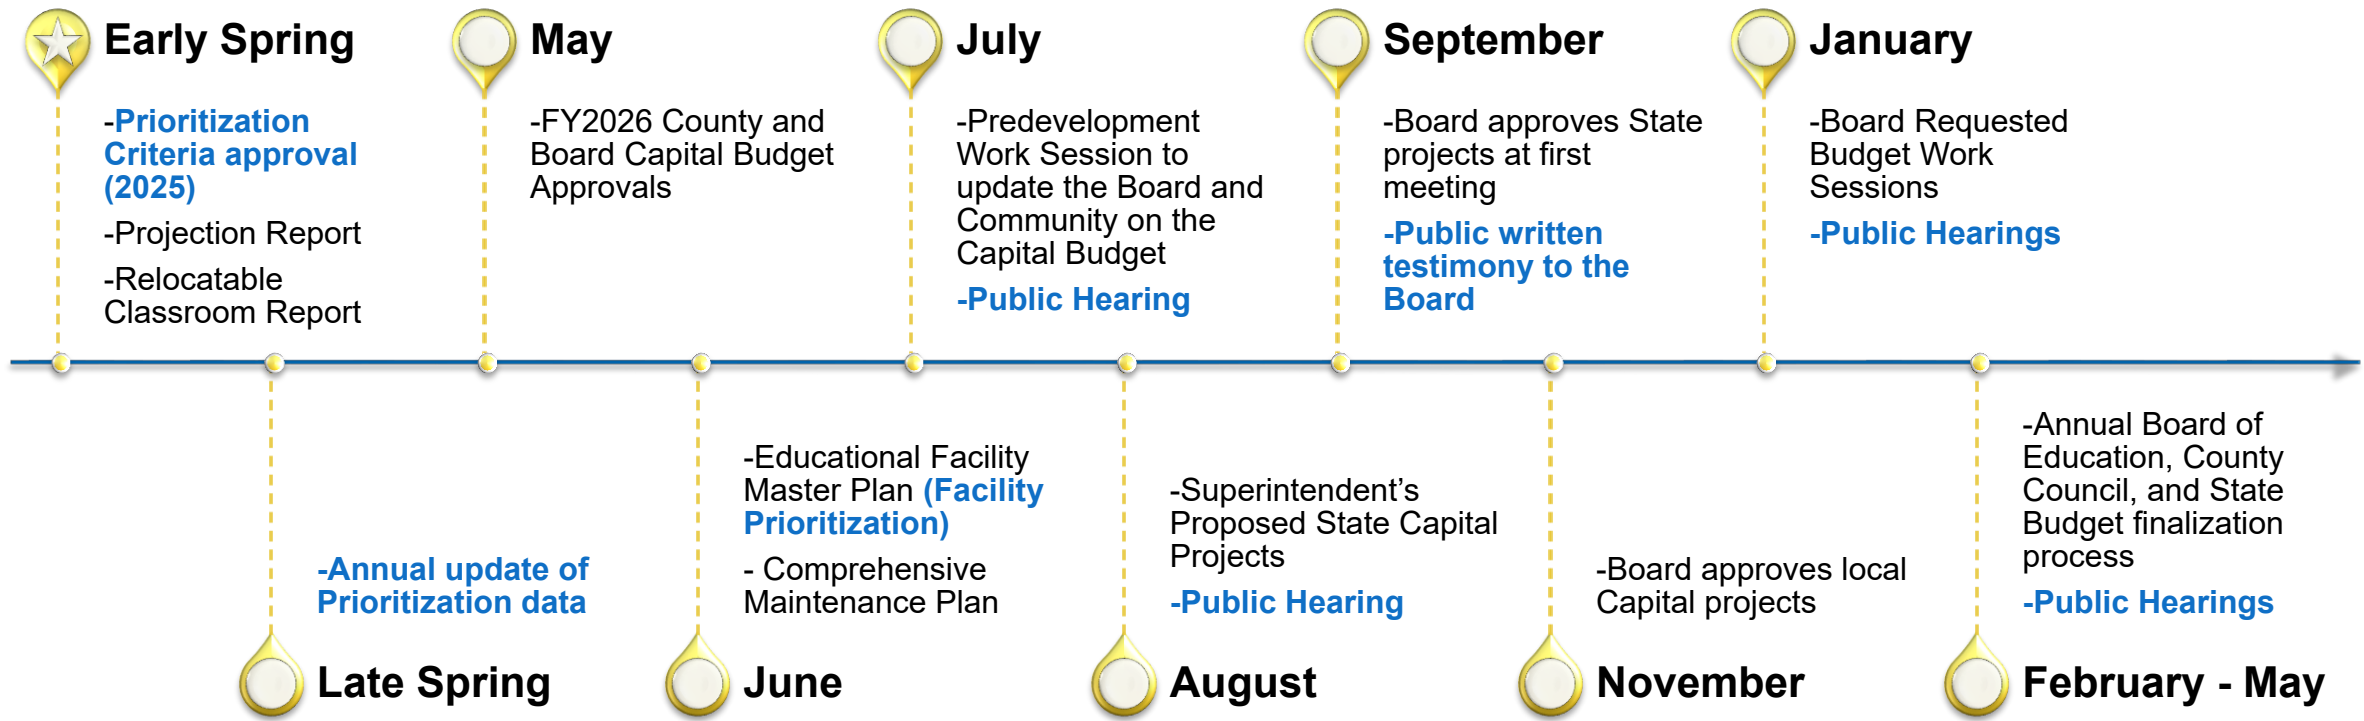 Early Spring
-Prioritization
Criteria approval
(2025)
-Projection Report
-Relocatable
Classroom Report
-Annual update of
Prioritization data
Late Spring
May
-FY2026 County and
Board Capital Budget
Approvals
-Educational Facility
Master Plan (Facility
Prioritization)
- Comprehensive
Maintenance Plan
June
July
-Predevelopment
Work Session to
update the Board and
Community on the
Capital Budget
-Public Hearing
-Superintendent’s
Proposed State Capital
Projects
-Public Hearing
August
September
-Board approves State
projects at first
meeting
-Public written
testimony to the
Board
-Board approves local
Capital projects
November
January
-Board Requested
Budget Work
Sessions
-Public Hearings
-Annual Board of
Education, County
Council, and State
Budget finalization
process
-Public Hearings
February - May